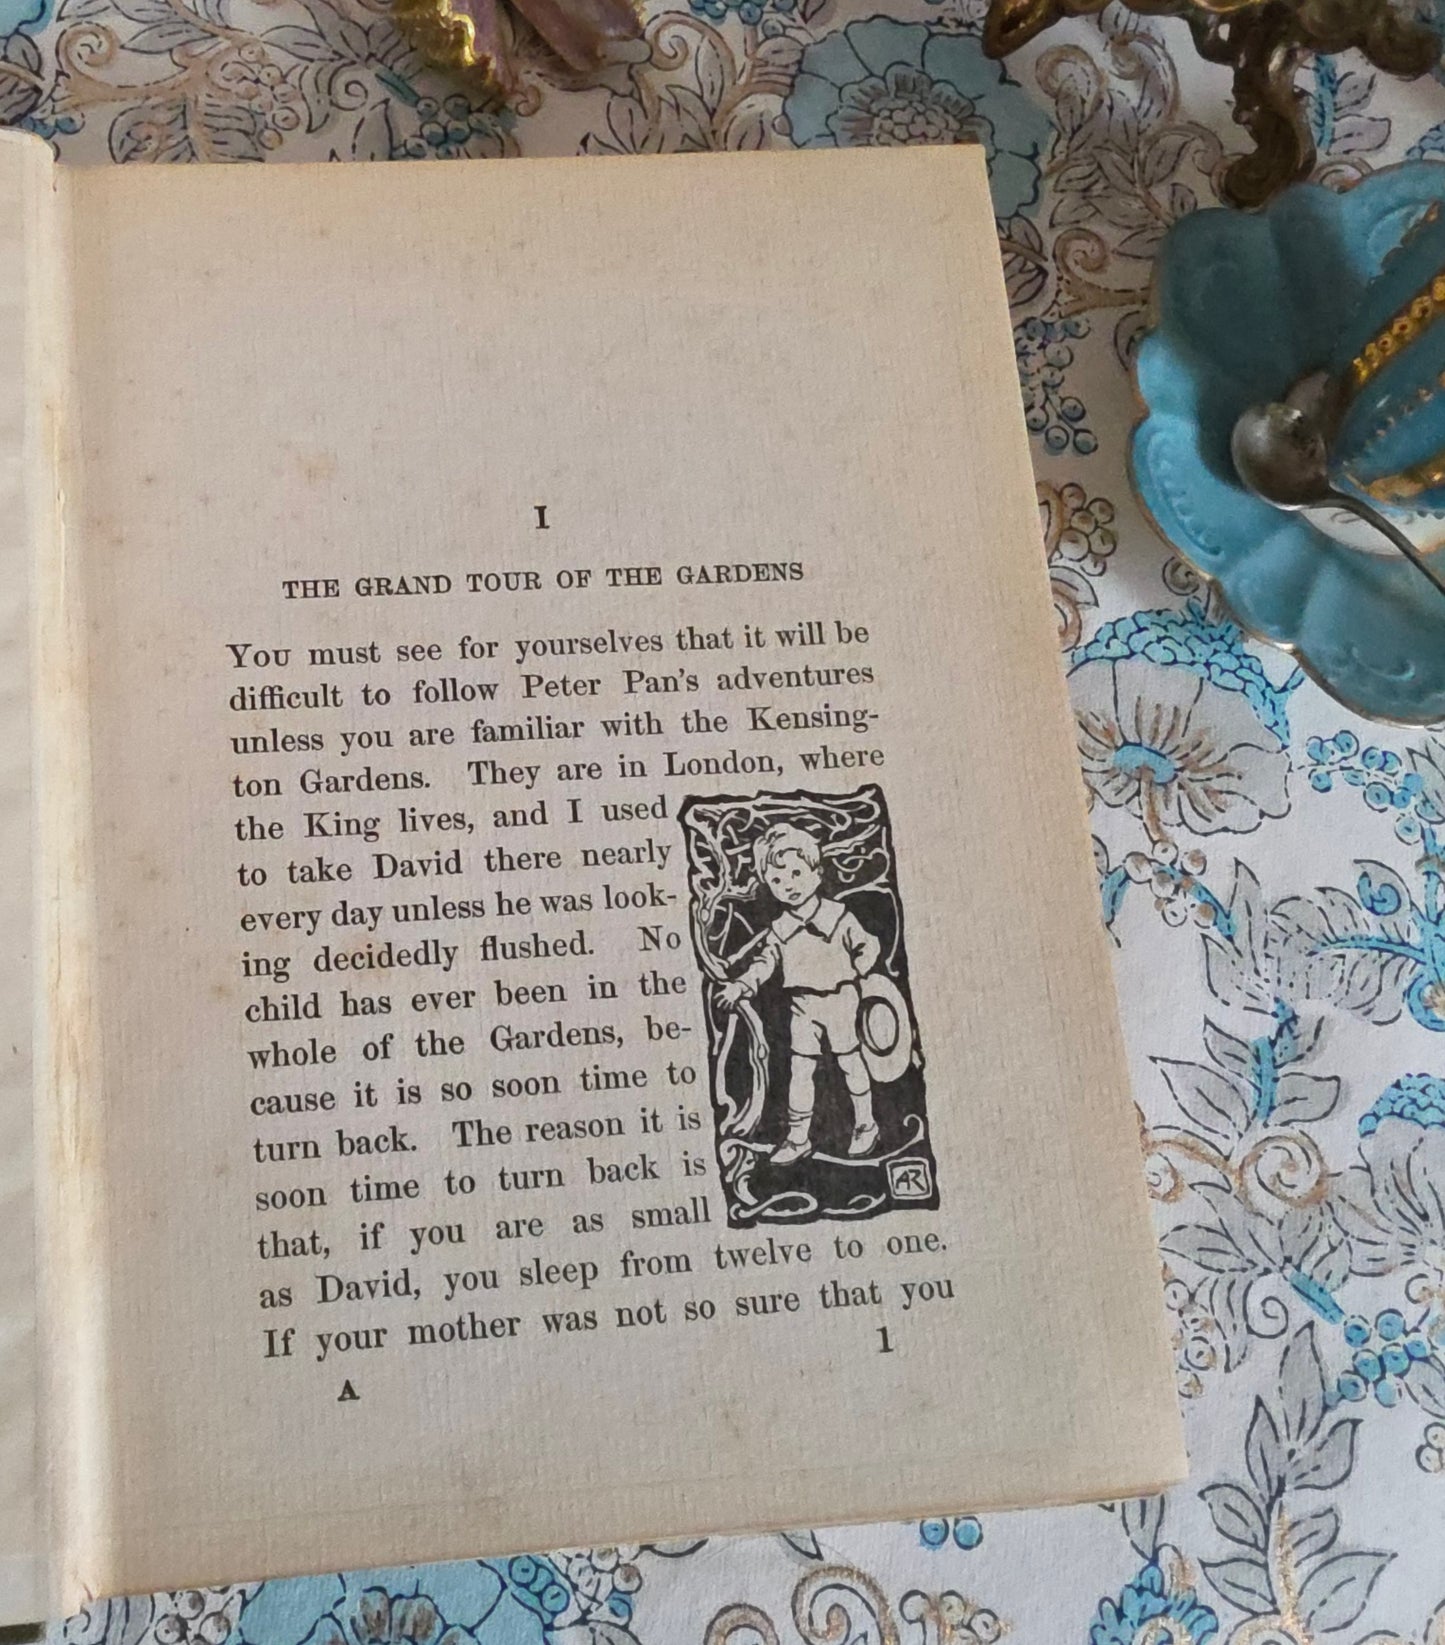 I
THE GRAND TOUR OF THE GARDENS
YOU must see for yourselves that it will be
difficult to follow Peter Pan's adventures
unless you are familiar with the Kensing-
ton Gardens. They are in London, where
the King lives, and I used
to take David there nearly
every day unless he was look-
ing decidedly flushed. No
child has ever been in the
whole of the Gardens, be-
cause it is so soon time to
turn back. The reason it is
soon time to turn back is
that, if you are as small
as David, you sleep from twelve to one.
If your mother was not so sure that you
1
A
AR